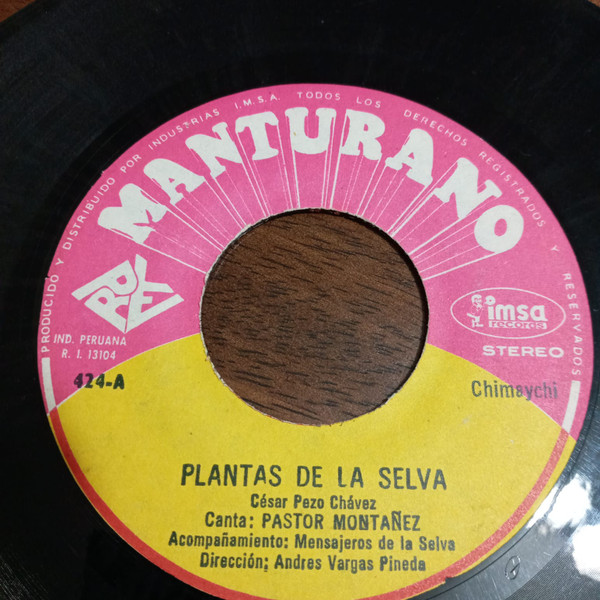 PRODUCIDO Y DISTRIBUIDO POR INDUSTRIAS I.M.S.A. TODOS LOS DERECHOS REGISTRADOS Y RESERVADOS
MANTURANO
IND. PERUANA
R. I. 13104
imsa
records
STEREO
424-A
Chimaychi
PLANTAS DE LA SELVA
César Pezo Chávez
Canta: PASTOR MONTAÑEZ
Acompañamiento: Mensajeros de la Selva
Dirección: Andres Vargas Pineda